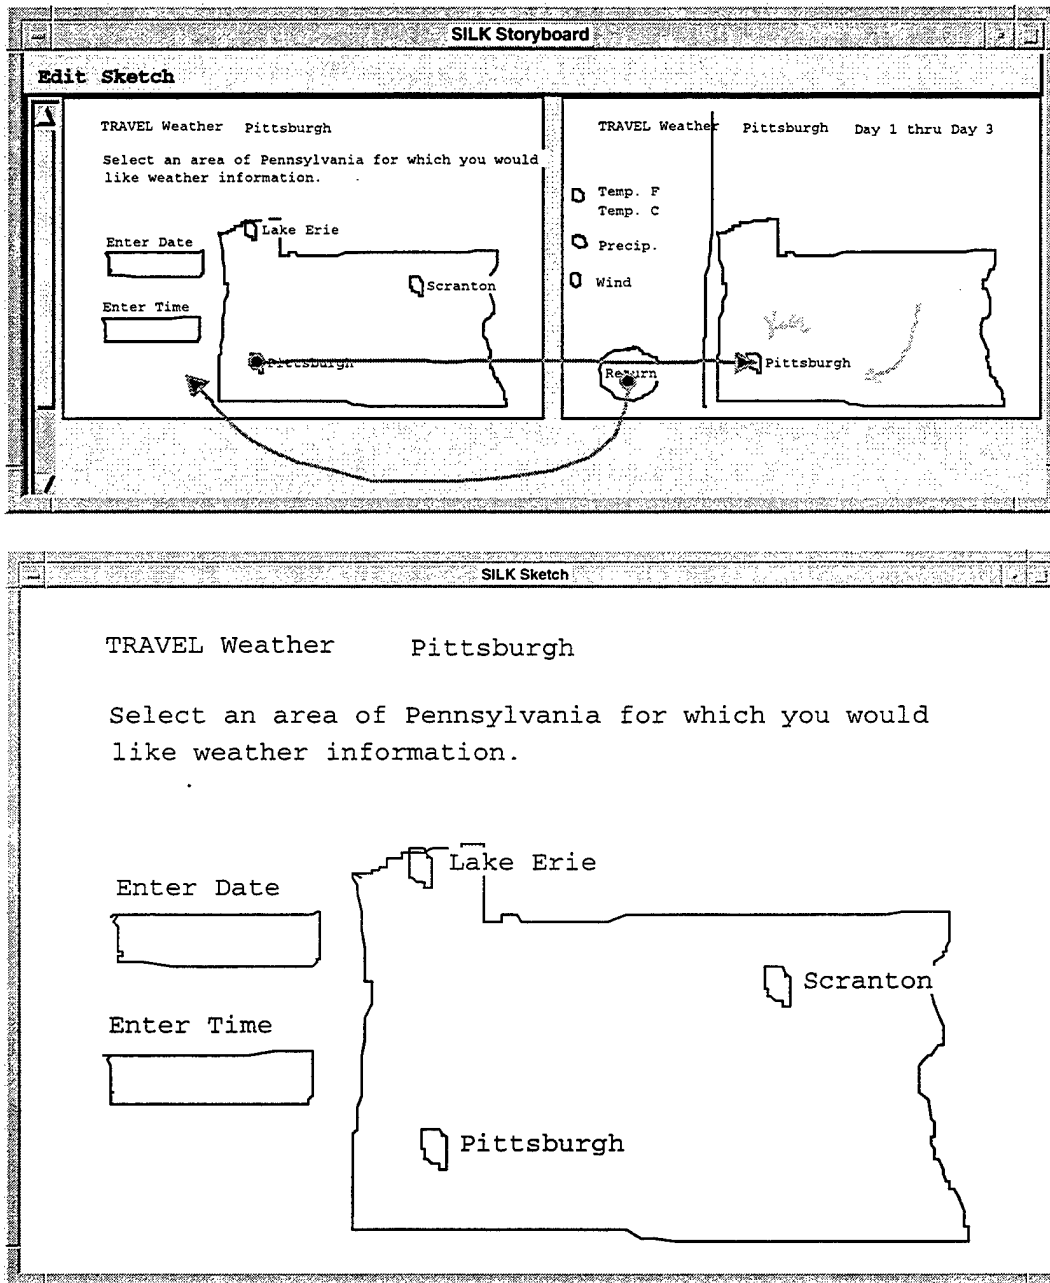 SILK Storyboard
Edit Sketch
TRAVEL Weather Pittsburgh
Select an area of Pennsylvania for which you would
like weather information.
Lake Erie
Enter Date
Scranton
Enter Time
Pittsburgh
TRAVEL Weather Pittsburgh Day 1 thru Day 3
Temp. F
Temp. C
Precip.
Wind
Return
Pittsburgh
SILK Sketch
TRAVEL Weather Pittsburgh
Select an area of Pennsylvania for which you would
like weather information.
Lake Erie
Enter Date
Scranton
Enter Time
Pittsburgh